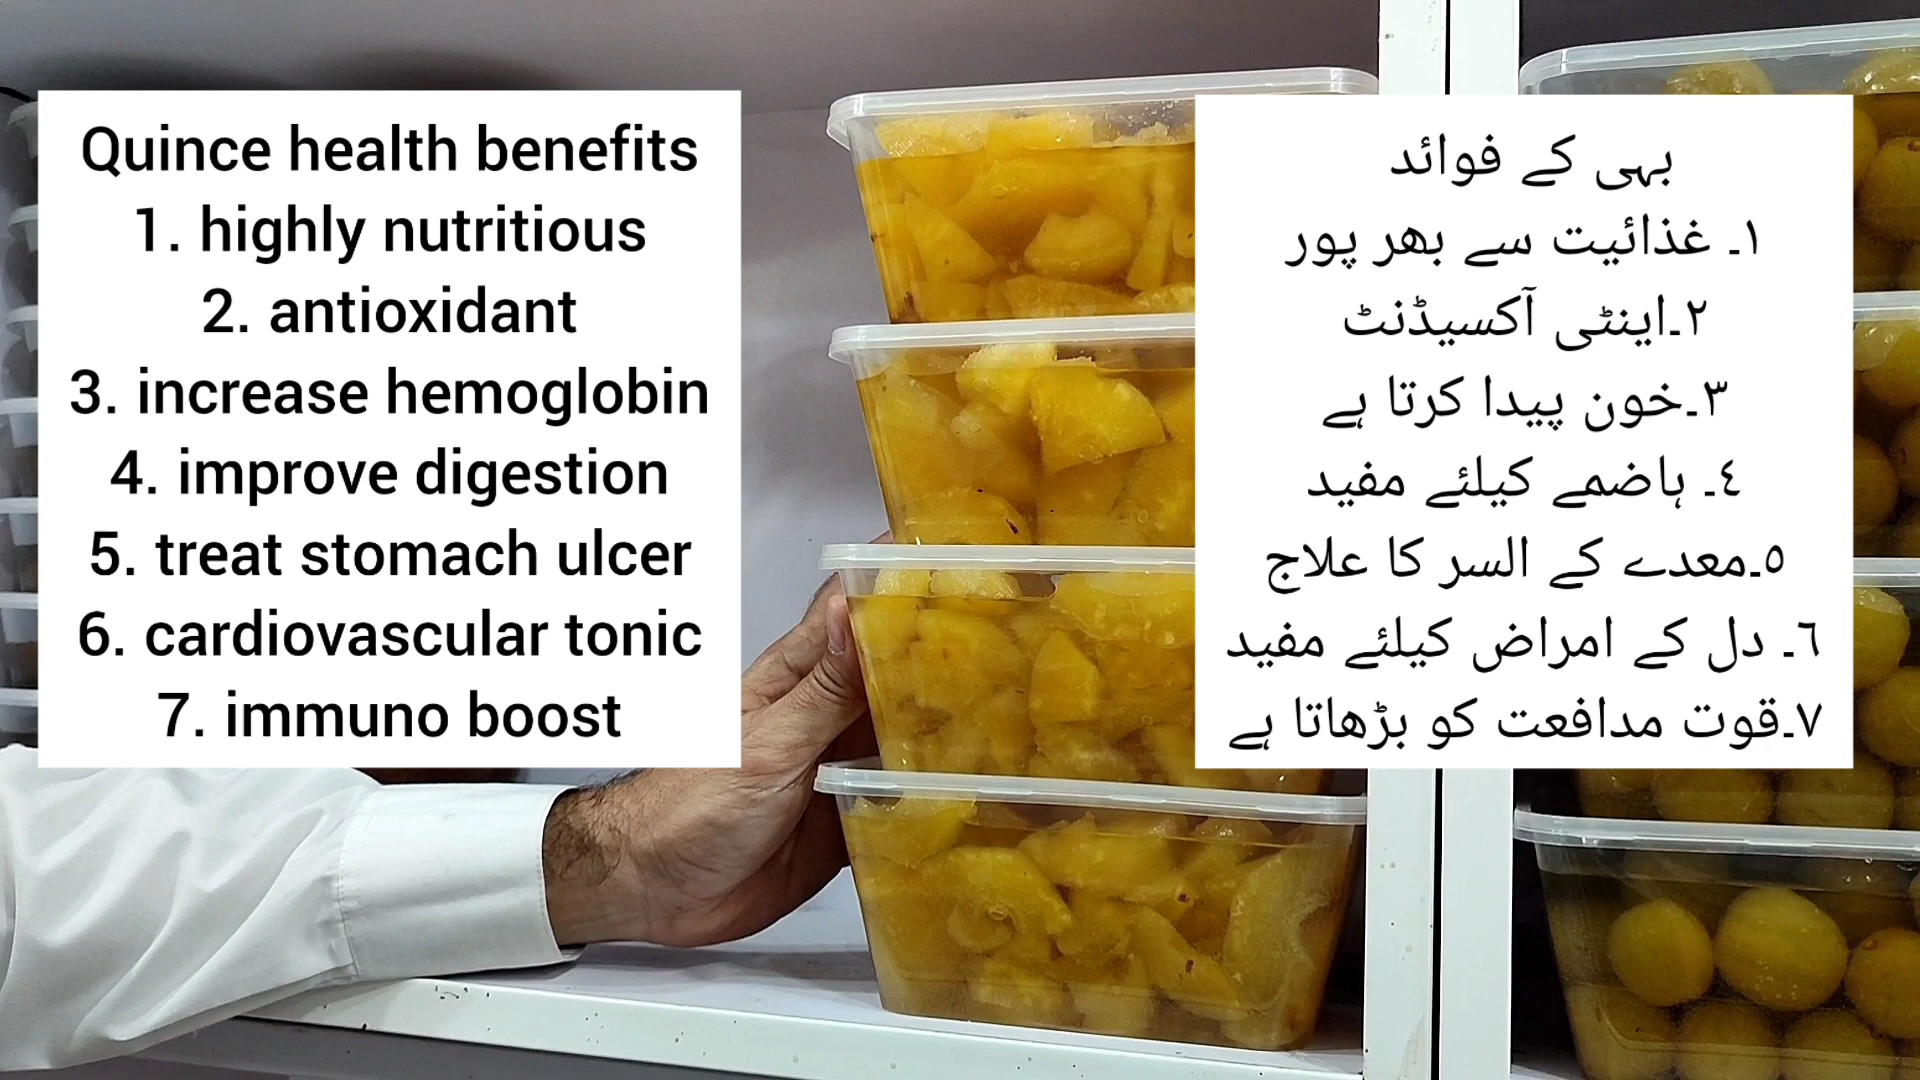 Quince health benefits
1. highly nutritious
2. antioxidant
3. increase hemoglobin
4. improve digestion
5. treat stomach ulcer
6. cardiovascular tonic
7. immuno boost
بہی کے فوائد
١۔ غذائیت سے بھر پور
٢۔اینٹی آکسیڈنٹ
٣۔خون پیدا کرتا ہے
٤۔ ہاضمے کیلئے مفید
٥۔معدے کے السر کا علاج
٦۔ دل کے امراض کیلئے مفید
٧۔قوت مدافعت کو بڑھاتا ہے